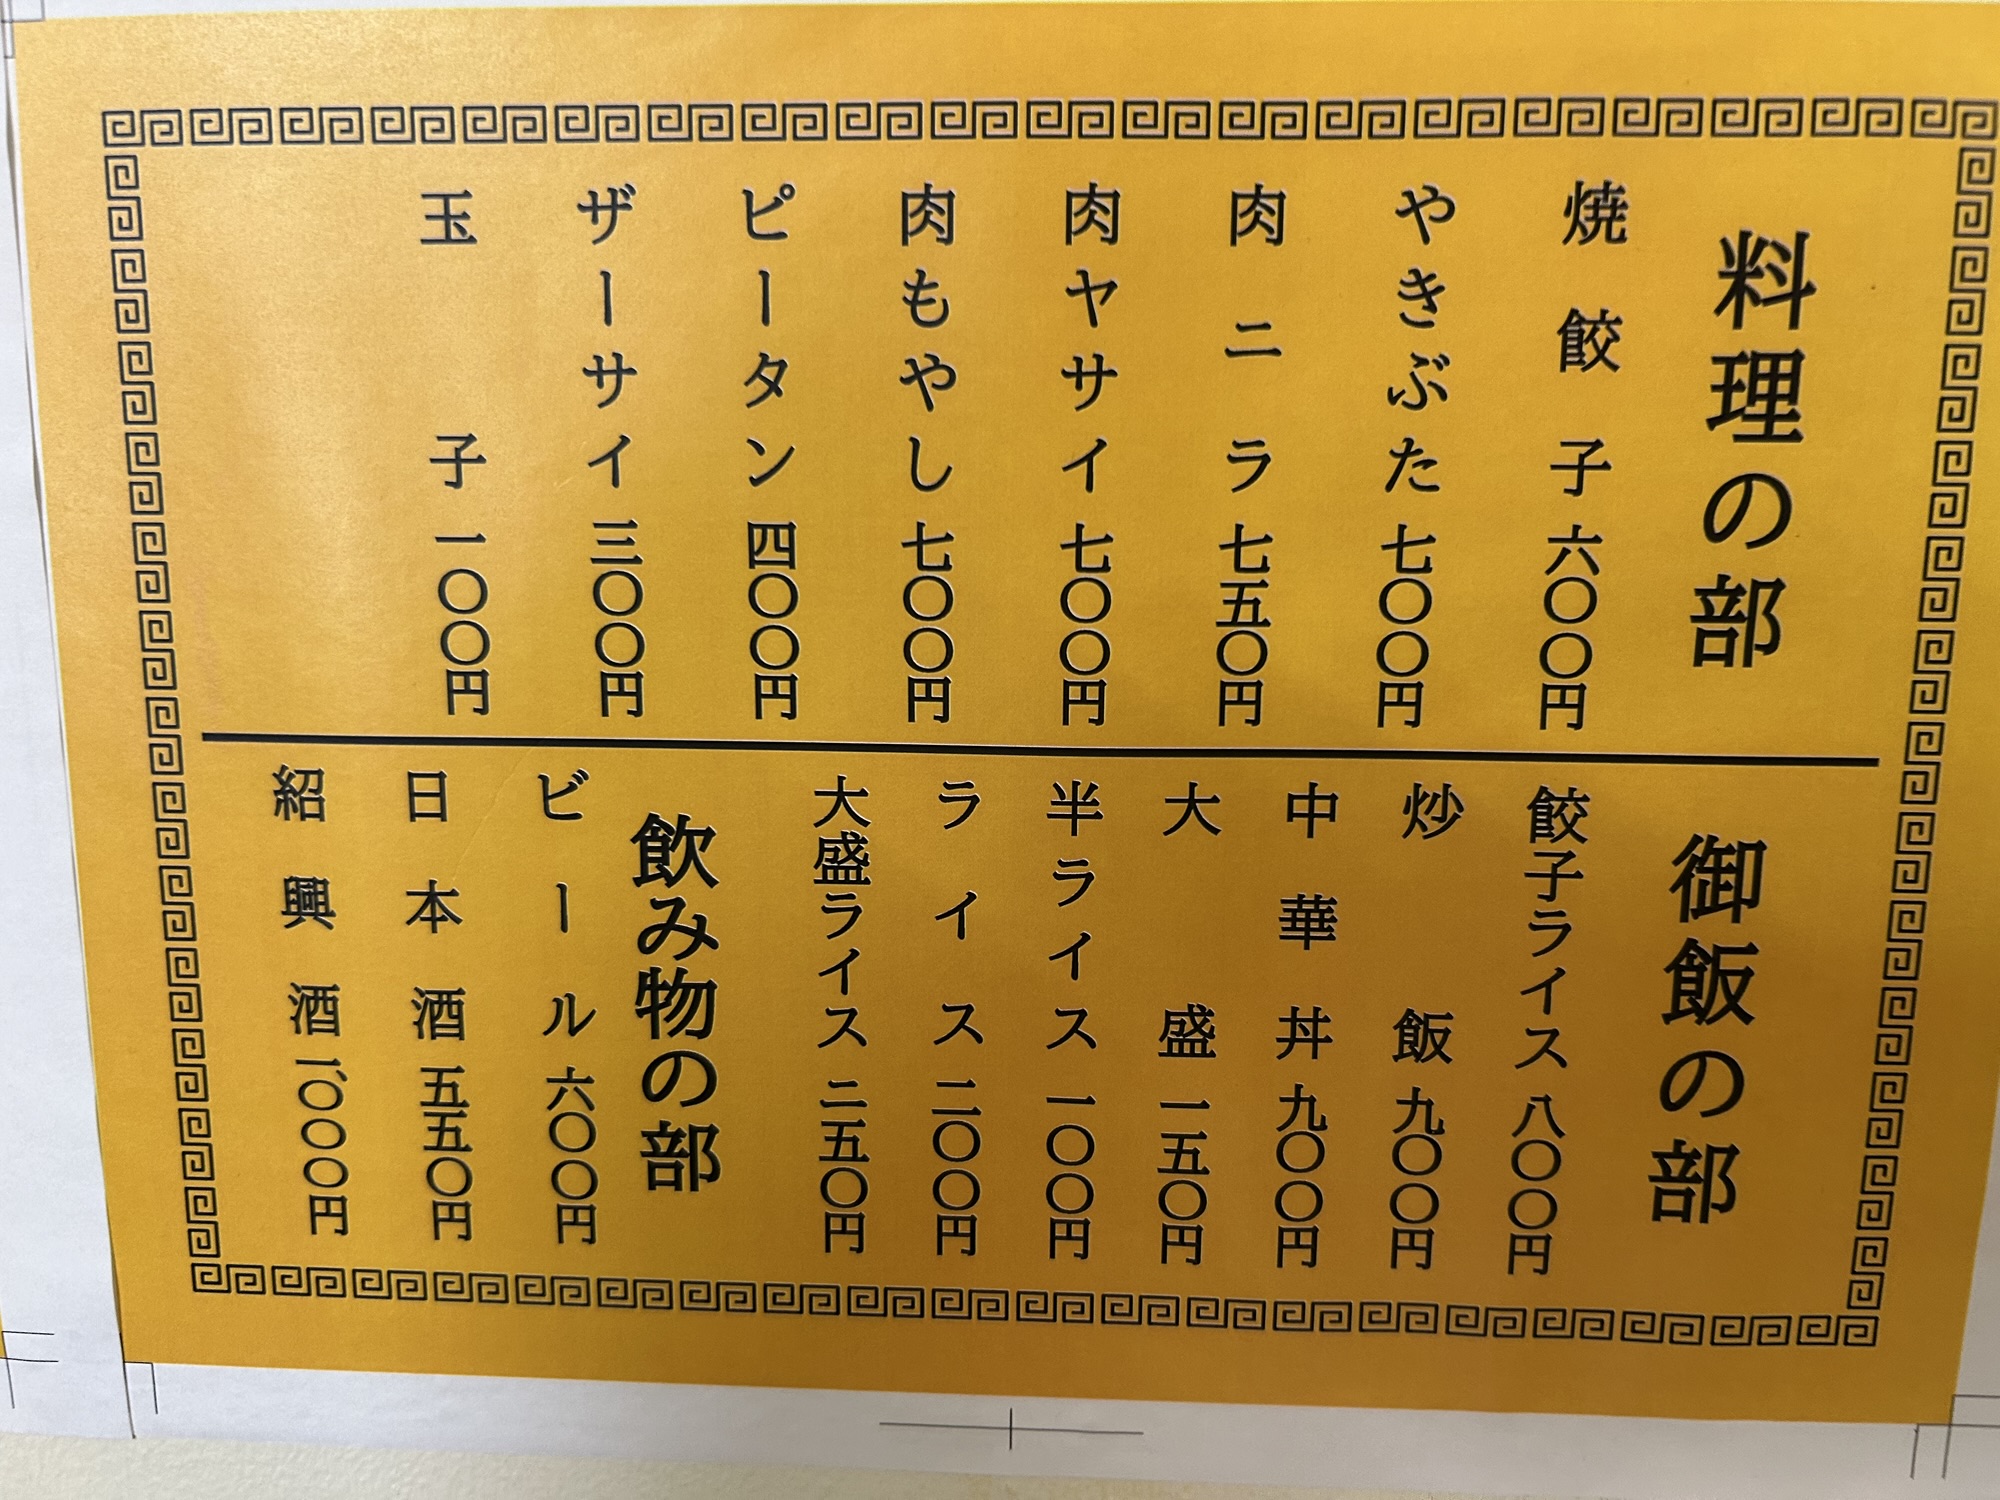 料理の部
焼餃子 六〇〇円
やきぶた 七〇〇円
肉ニラ 七五〇円
肉ヤサイ 七〇〇円
肉もやし 七〇〇円
ピータン 四〇〇円
ザーサイ 三〇〇円
玉子 一〇〇円
御飯の部
餃子ライス 八〇〇円
炒飯 九〇〇円
中華丼 九〇〇円
大盛 一五〇円
半ライス 一〇〇円
ライス 二〇〇円
大盛ライス 二五〇円
飲み物の部
ビール 六〇〇円
日本酒 五五〇円
紹興酒 一、〇〇〇円